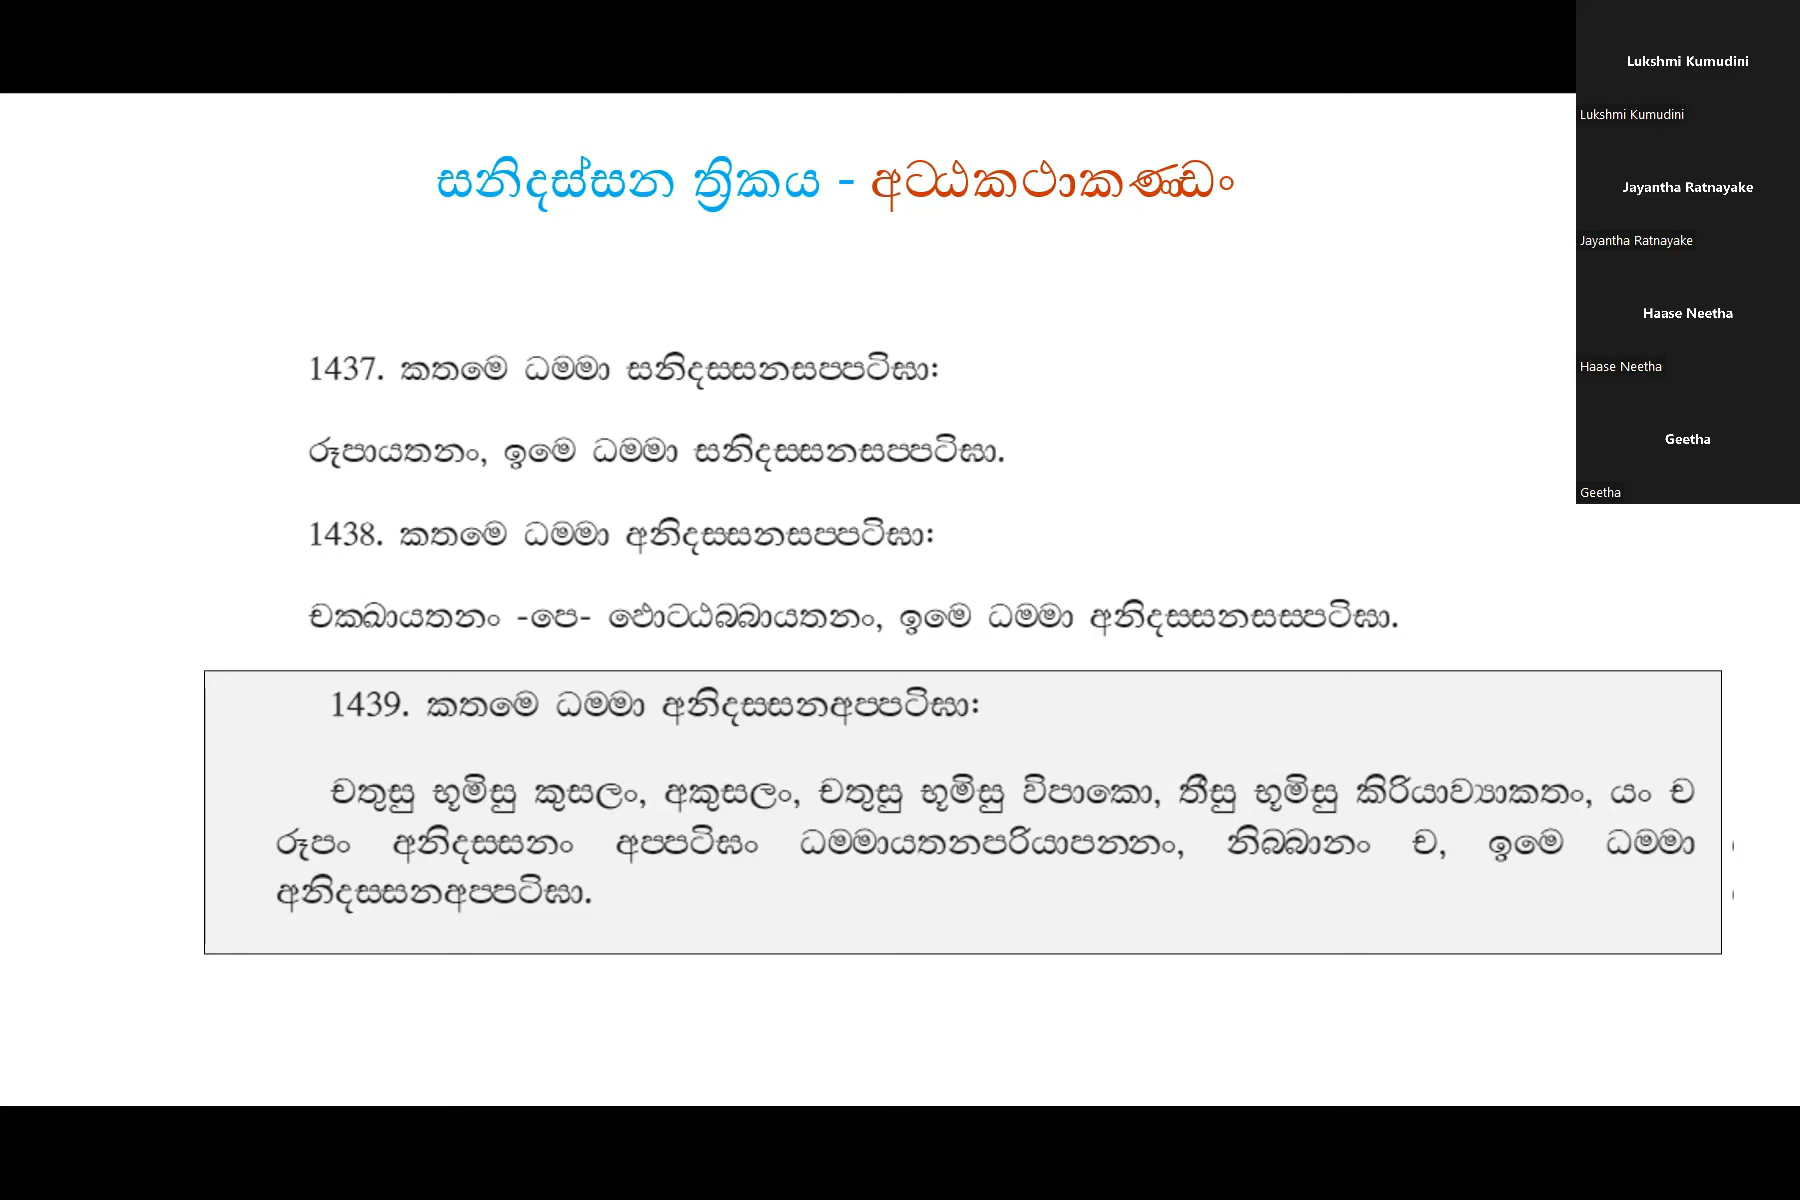 සනිදස්සන ත්‍රිකය - අට්ඨකථාකණ්ඩං
1437. කතමෙ ධම්මා සනිදස්සනසප්පටිඝා:
රූපායතනං, ඉමෙ ධම්මා සනිදස්සනසප්පටිඝා.
1438. කතමෙ ධම්මා අනිදස්සනසප්පටිඝා:
චක්ඛායතනං -පෙ- ඵොට්ඨබ්බායතනං, ඉමෙ ධම්මා අනිදස්සනසස්පටිඝා.
1439. කතමෙ ධම්මා අනිදස්සනඅප්පටිඝා:
චතුසු භූමිසු කුසලං, අකුසලං, චතුසු භූමිසු විපාකො, තීසු භූමිසු කිරියාව්‍යාකතං, යං ච
රූපං අනිදස්සනං අප්පටිඝං ධම්මායතනපරියාපන්නං, නිබ්බානං ච, ඉමෙ ධම්මා
අනිදස්සනඅප්පටිඝා.
Lukshmi Kumudini
Lukshmi Kumudini
Jayantha Ratnayake
Jayantha Ratnayake
Haase Neetha
Haase Neetha
Geetha
Geetha